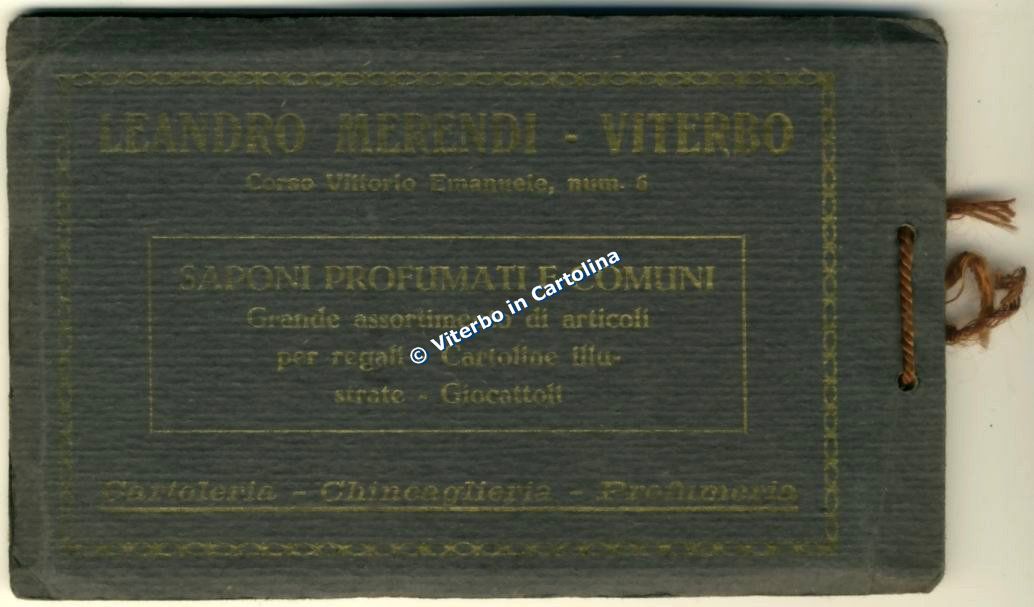 LEANDRO MERENDI - VITERBO
Corso Vittorio Emanuele, num. 6
SAPONI PROFUMATI E COMUNI
Grande assortimento di articoli
per regali - Cartoline illu-
strate - Giocattoli
Cartoleria - Chincaglieria - Profumeria
© Viterbo in Cartolina